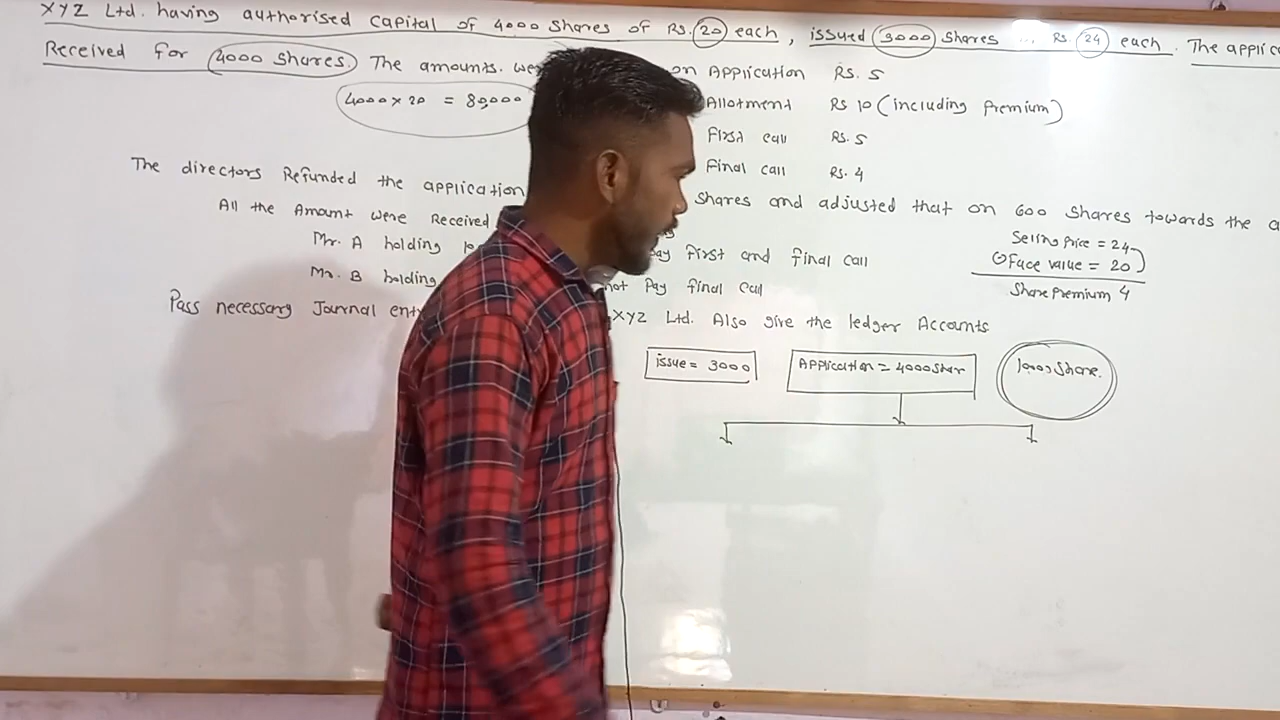 XYZ Ltd. having authorised capital of 4000 Shares of Rs. 20 each, issued 3000 Shares Rs. 24 each. The applic
Received for 4000 Shares. The amounts. on Application RS. 5
4000 x 20 = 80,000 Allotment RS 10 (including Premium)
First call RS. 5
Final call RS. 4
The directors Refunded the application Shares and adjusted that on 600 Shares towards the a
All the Amount were Received
Selling Price = 24
Mr. A holding Pay First and final call
⊖ Face value = 20
Mr. B holding not Pay final call
Share Premium 4
Pass necessary Journal XYZ Ltd. Also give the ledger Accounts
issue = 3000 Application = 4000 Shar 1000 Share.